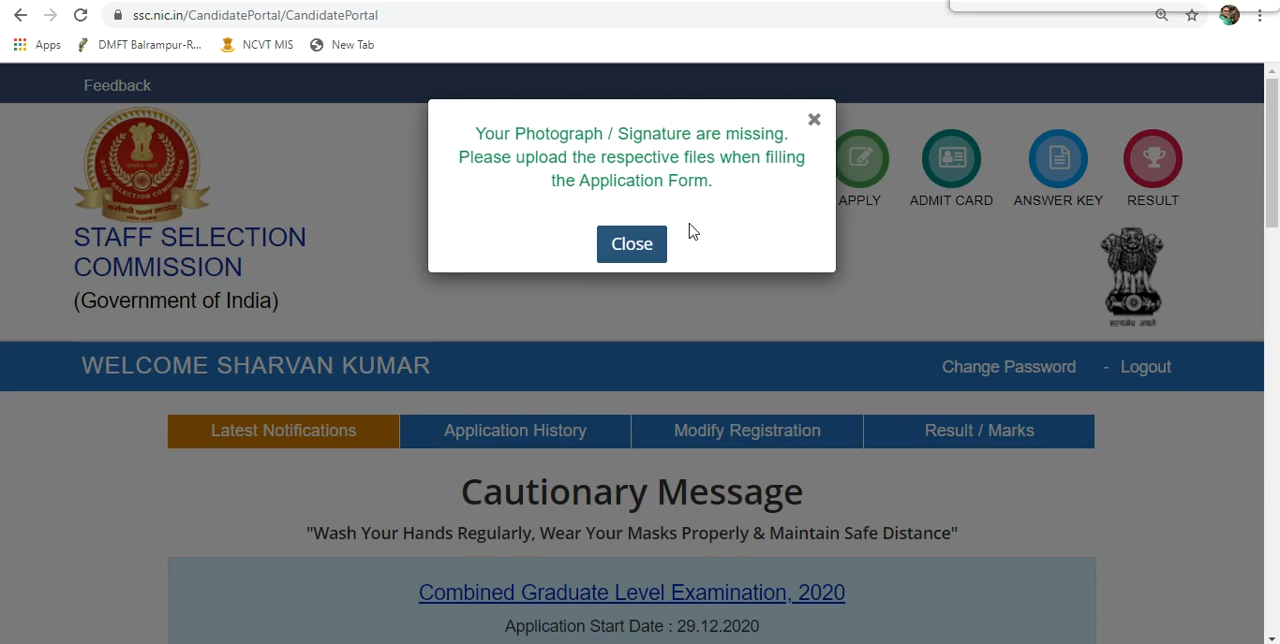 ssc.nic.in/CandidatePortal/CandidatePortal
Apps DMFT Balrampur-R... NCVT MIS New Tab
Feedback
Your Photograph / Signature are missing.
Please upload the respective files when filling
the Application Form.
Close
APPLY ADMIT CARD ANSWER KEY RESULT
STAFF SELECTION
COMMISSION
(Government of India)
सत्यमेव जयते
WELCOME SHARVAN KUMAR
Change Password - Logout
Latest Notifications Application History Modify Registration Result / Marks
Cautionary Message
"Wash Your Hands Regularly, Wear Your Masks Properly & Maintain Safe Distance"
Combined Graduate Level Examination, 2020
Application Start Date : 29.12.2020